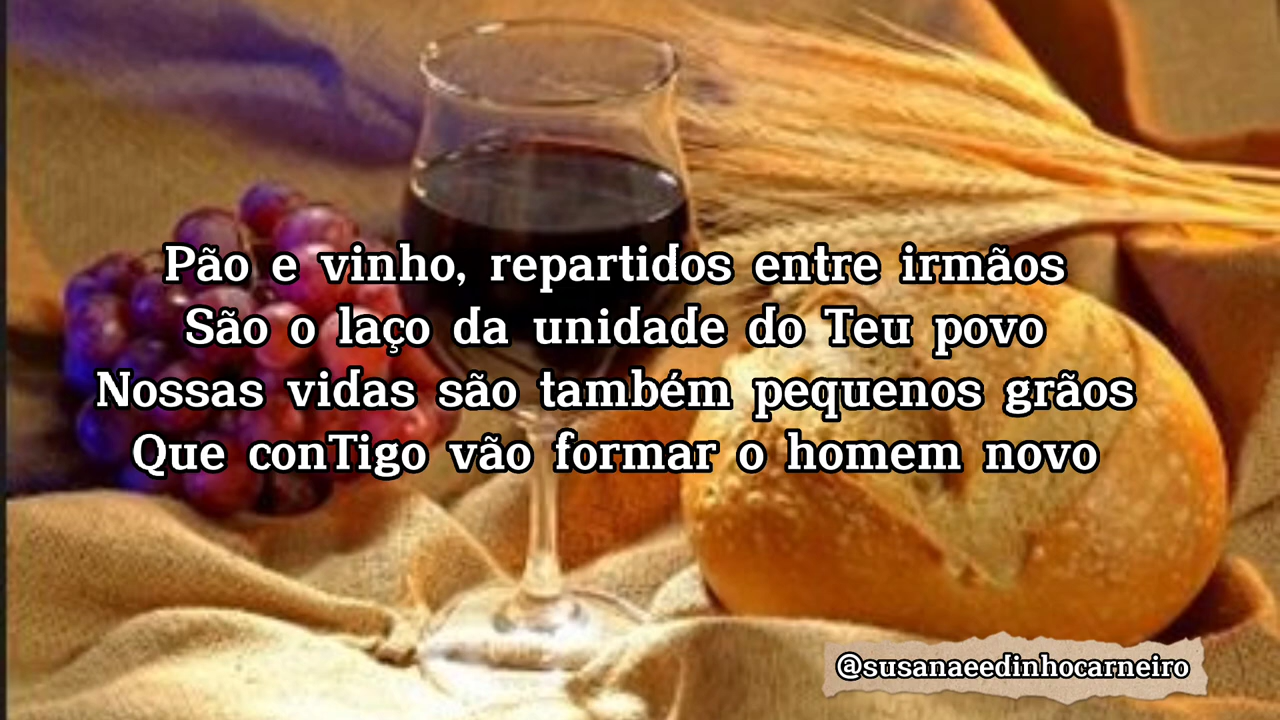 Pão e vinho, repartidos entre irmãos
São o laço da unidade do Teu povo
Nossas vidas são também pequenos grãos
Que conTigo vão formar o homem novo
@susanaeedinhocarneiro